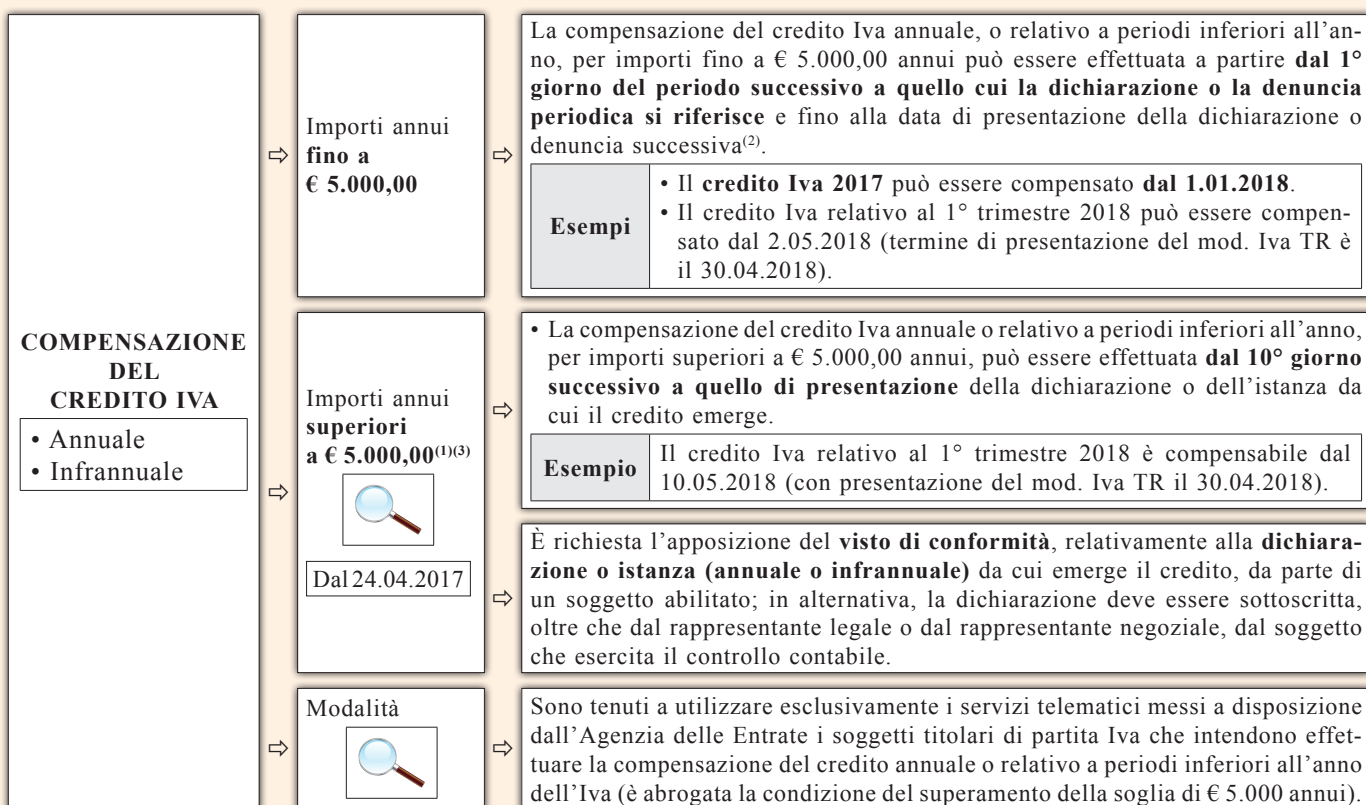 COMPENSAZIONE
DEL
CREDITO IVA
• Annuale
• Infrannuale
⇨
Importi annui
fino a
€ 5.000,00
⇨
La compensazione del credito Iva annuale, o relativo a periodi inferiori all'an-
no, per importi fino a € 5.000,00 annui può essere effettuata a partire dal 1°
giorno del periodo successivo a quello cui la dichiarazione o la denuncia
periodica si riferisce e fino alla data di presentazione della dichiarazione o
denuncia successiva(2).
Esempi
• Il credito Iva 2017 può essere compensato dal 1.01.2018.
• Il credito Iva relativo al 1° trimestre 2018 può essere compen-
sato dal 2.05.2018 (termine di presentazione del mod. Iva TR è
il 30.04.2018).
⇨
Importi annui
superiori
a € 5.000,00(1)(3)
Dal 24.04.2017
⇨
• La compensazione del credito Iva annuale o relativo a periodi inferiori all'anno,
per importi superiori a € 5.000,00 annui, può essere effettuata dal 10° giorno
successivo a quello di presentazione della dichiarazione o dell'istanza da
cui il credito emerge.
Esempio
Il credito Iva relativo al 1° trimestre 2018 è compensabile dal
10.05.2018 (con presentazione del mod. Iva TR il 30.04.2018).
⇨
È richiesta l'apposizione del visto di conformità, relativamente alla dichiara-
zione o istanza (annuale o infrannuale) da cui emerge il credito, da parte di
un soggetto abilitato; in alternativa, la dichiarazione deve essere sottoscritta,
oltre che dal rappresentante legale o dal rappresentante negoziale, dal soggetto
che esercita il controllo contabile.
⇨
Modalità
⇨
Sono tenuti a utilizzare esclusivamente i servizi telematici messi a disposizione
dall'Agenzia delle Entrate i soggetti titolari di partita Iva che intendono effet-
tuare la compensazione del credito annuale o relativo a periodi inferiori all'anno
dell'Iva (è abrogata la condizione del superamento della soglia di € 5.000 annui).